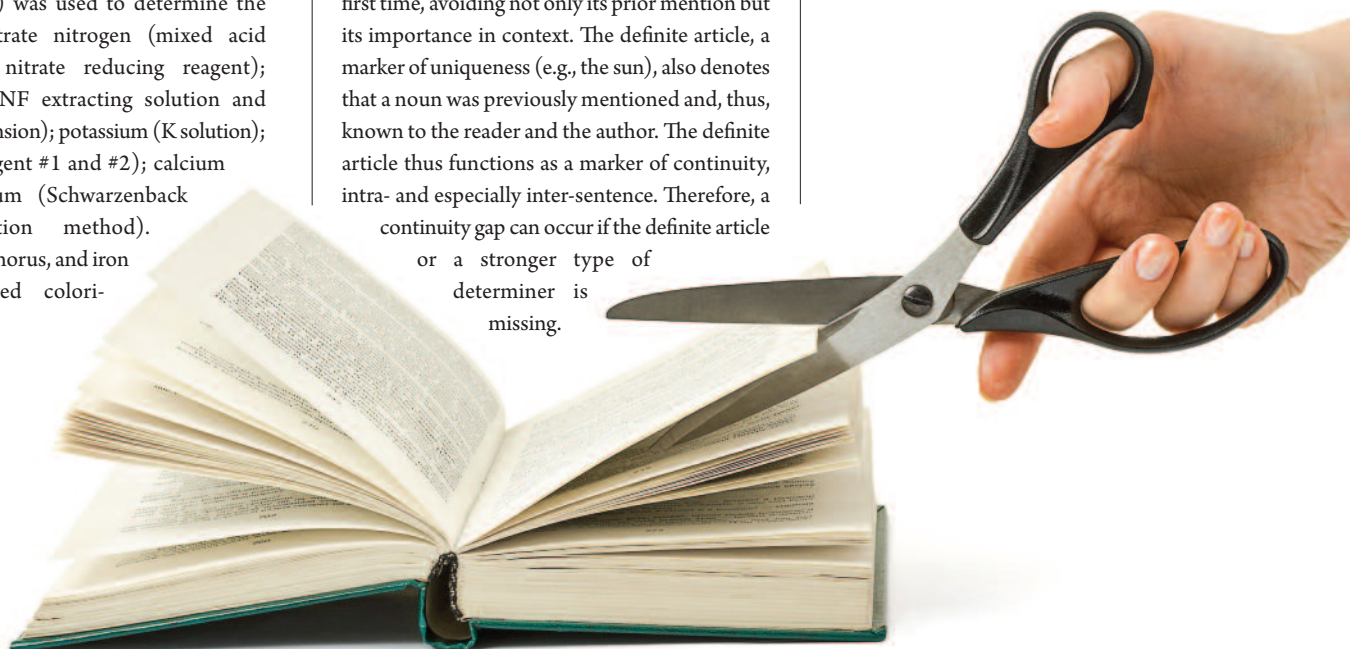 ) was used to determine the
trate nitrogen (mixed acid
nitrate reducing reagent);
NF extracting solution and
nsion); potassium (K solution);
gent #1 and #2); calcium
um (Schwarzenback
tion method).
horus, and iron
ed colori-
first time, avoiding not only its prior mention but
its importance in context. The definite article, a
marker of uniqueness (e.g., the sun), also denotes
that a noun was previously mentioned and, thus,
known to the reader and the author. The definite
article thus functions as a marker of continuity,
intra- and especially inter-sentence. Therefore, a
continuity gap can occur if the definite article
or a stronger type of
determiner is
missing.